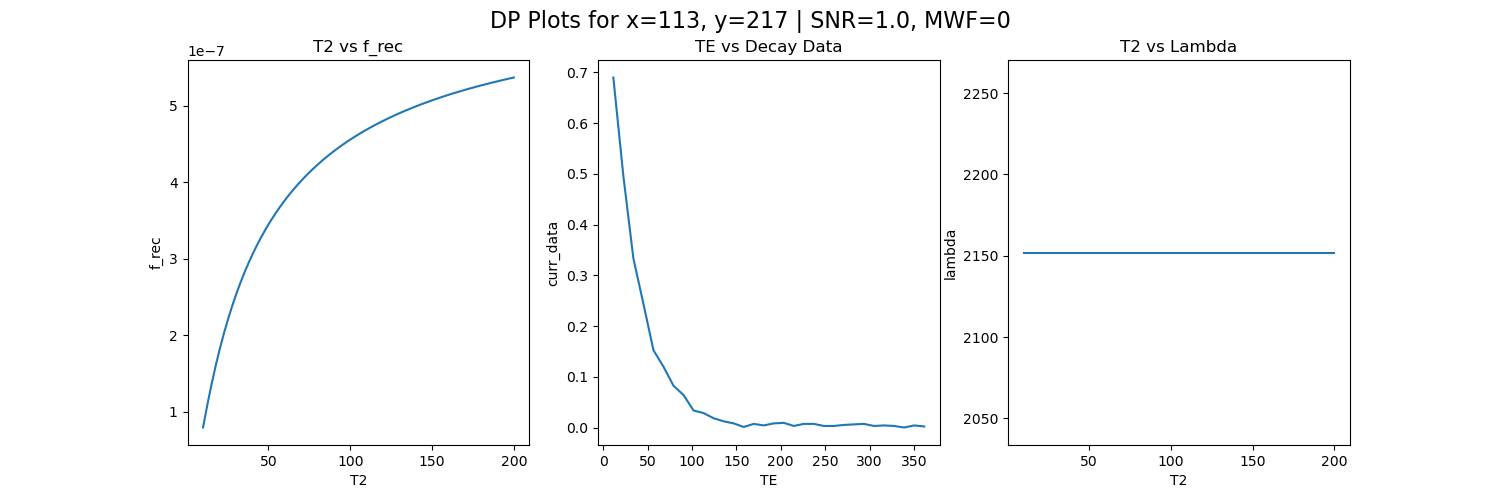 DP Plots for x=113, y=217 | SNR=1.0, MWF=0
T2 vs f_rec
1e−7
5
4
3
2
1
50 100 150 200
T2
f_rec
TE vs Decay Data
0.7
0.6
0.5
0.4
0.3
0.2
0.1
0.0
0 50 100 150 200 250 300 350
TE
curr_data
T2 vs Lambda
2250
2200
2150
2100
2050
50 100 150 200
T2
lambda